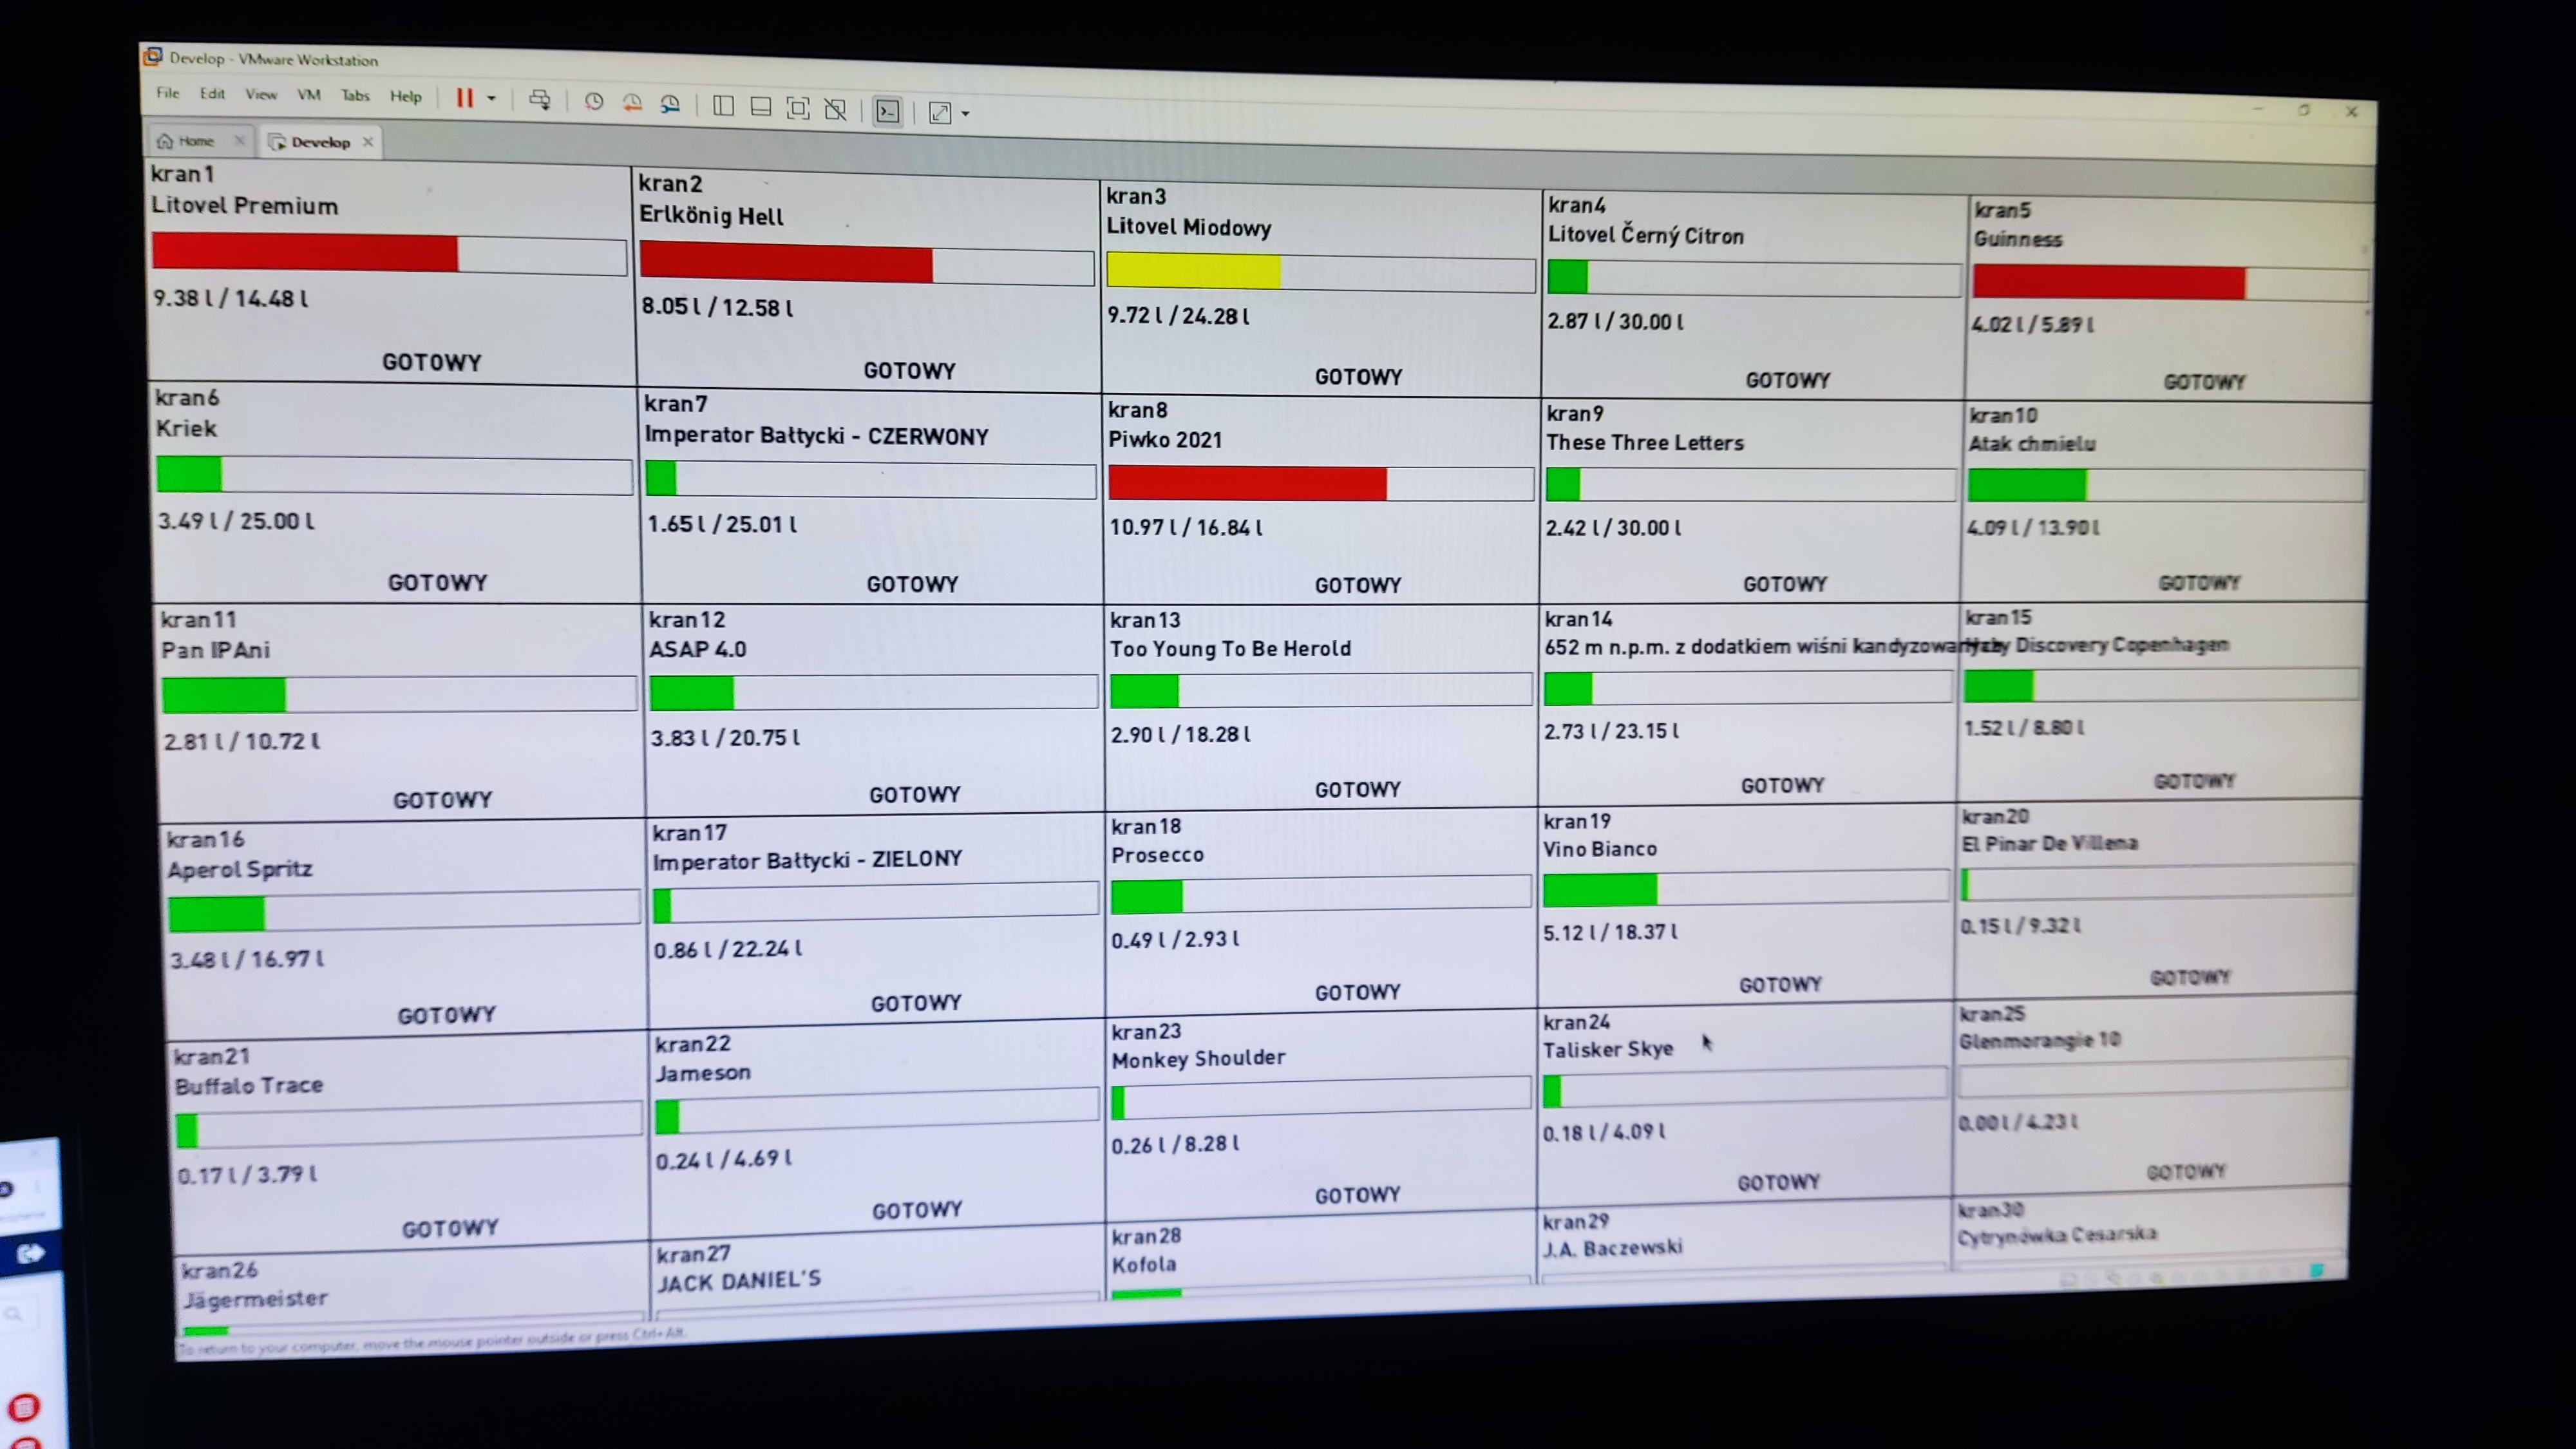 Develop - VMware Workstation
File Edit View VM Tabs Help
Home Develop
kran1
Litovel Premium
9.38 l / 14.48 l
GOTOWY
kran2
Erlkönig Hell
8.05 l / 12.58 l
GOTOWY
kran3
Litovel Miodowy
9.72 l / 24.28 l
GOTOWY
kran4
Litovel Černý Citron
2.87 l / 30.00 l
GOTOWY
kran5
Guinness
4.02 l / 5.89 l
GOTOWY
kran6
Kriek
3.49 l / 25.00 l
GOTOWY
kran7
Imperator Bałtycki - CZERWONY
1.65 l / 25.01 l
GOTOWY
kran8
Piwko 2021
10.97 l / 16.84 l
GOTOWY
kran9
These Three Letters
2.42 l / 30.00 l
GOTOWY
kran10
Atak chmielu
4.09 l / 13.90 l
GOTOWY
kran11
Pan IPAni
2.81 l / 10.72 l
GOTOWY
kran12
ASAP 4.0
3.83 l / 20.75 l
GOTOWY
kran13
Too Young To Be Herold
2.90 l / 18.28 l
GOTOWY
kran14
652 m n.p.m. z dodatkiem wiśni
2.73 l / 23.15 l
GOTOWY
kran15
Discovery Copenhagen
1.52 l / 8.80 l
GOTOWY
kran16
Aperol Spritz
3.48 l / 16.97 l
GOTOWY
kran17
Imperator Bałtycki - ZIELONY
0.86 l / 22.24 l
GOTOWY
kran18
Prosecco
0.49 l / 2.93 l
GOTOWY
kran19
Vino Bianco
5.12 l / 18.37 l
GOTOWY
kran20
El Pinar De Villena
0.15 l / 9.32 l
GOTOWY
kran21
Buffalo Trace
0.17 l / 3.79 l
GOTOWY
kran22
Jameson
0.24 l / 4.69 l
GOTOWY
kran23
Monkey Shoulder
0.26 l / 8.28 l
GOTOWY
kran24
Talisker Skye
0.18 l / 4.09 l
GOTOWY
kran25
Glenmorangie 10
0.00 l / 4.23 l
GOTOWY
kran26
Jägermeister
kran27
JACK DANIEL'S
kran28
Kofola
kran29
J.A. Baczewski
kran30
Cytrynówka Cesarska
To return to your computer, move the mouse pointer outside or press Ctrl+Alt.